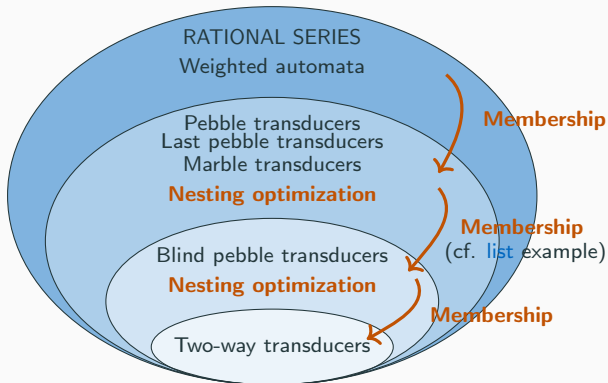 RATIONAL SERIES
Weighted automata
Membership
Pebble transducers
Last pebble transducers
Marble transducers
Nesting optimization
Membership
(cf. list example)
Blind pebble transducers
Nesting optimization
Membership
Two-way transducers